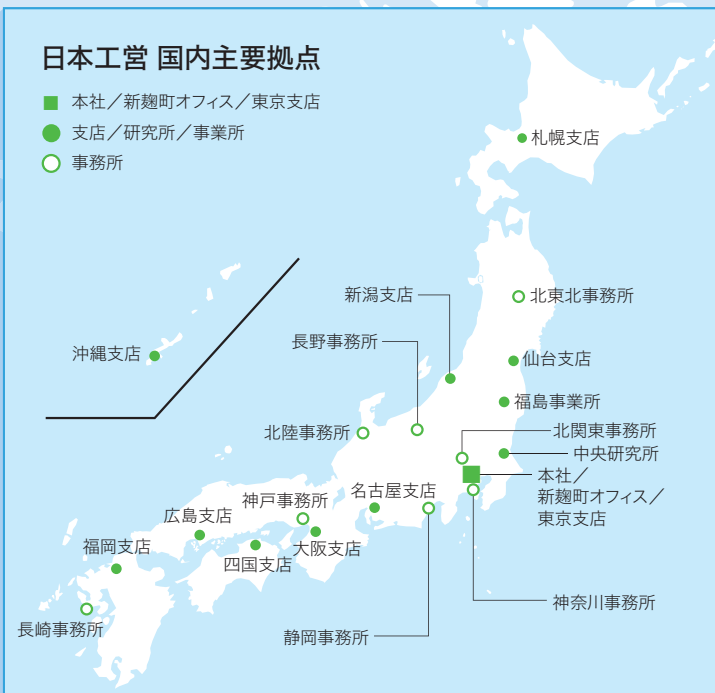 日本工営 国内主要拠点
本社／新麹町オフィス／東京支店
支店／研究所／事業所
事務所
札幌支店
新潟支店
北東北事務所
長野事務所
沖縄支店
仙台支店
福島事業所
北陸事務所
北関東事務所
中央研究所
本社／
新麹町オフィス／
東京支店
名古屋支店
神戸事務所
広島支店
福岡支店
大阪支店
四国支店
神奈川事務所
長崎事務所
静岡事務所